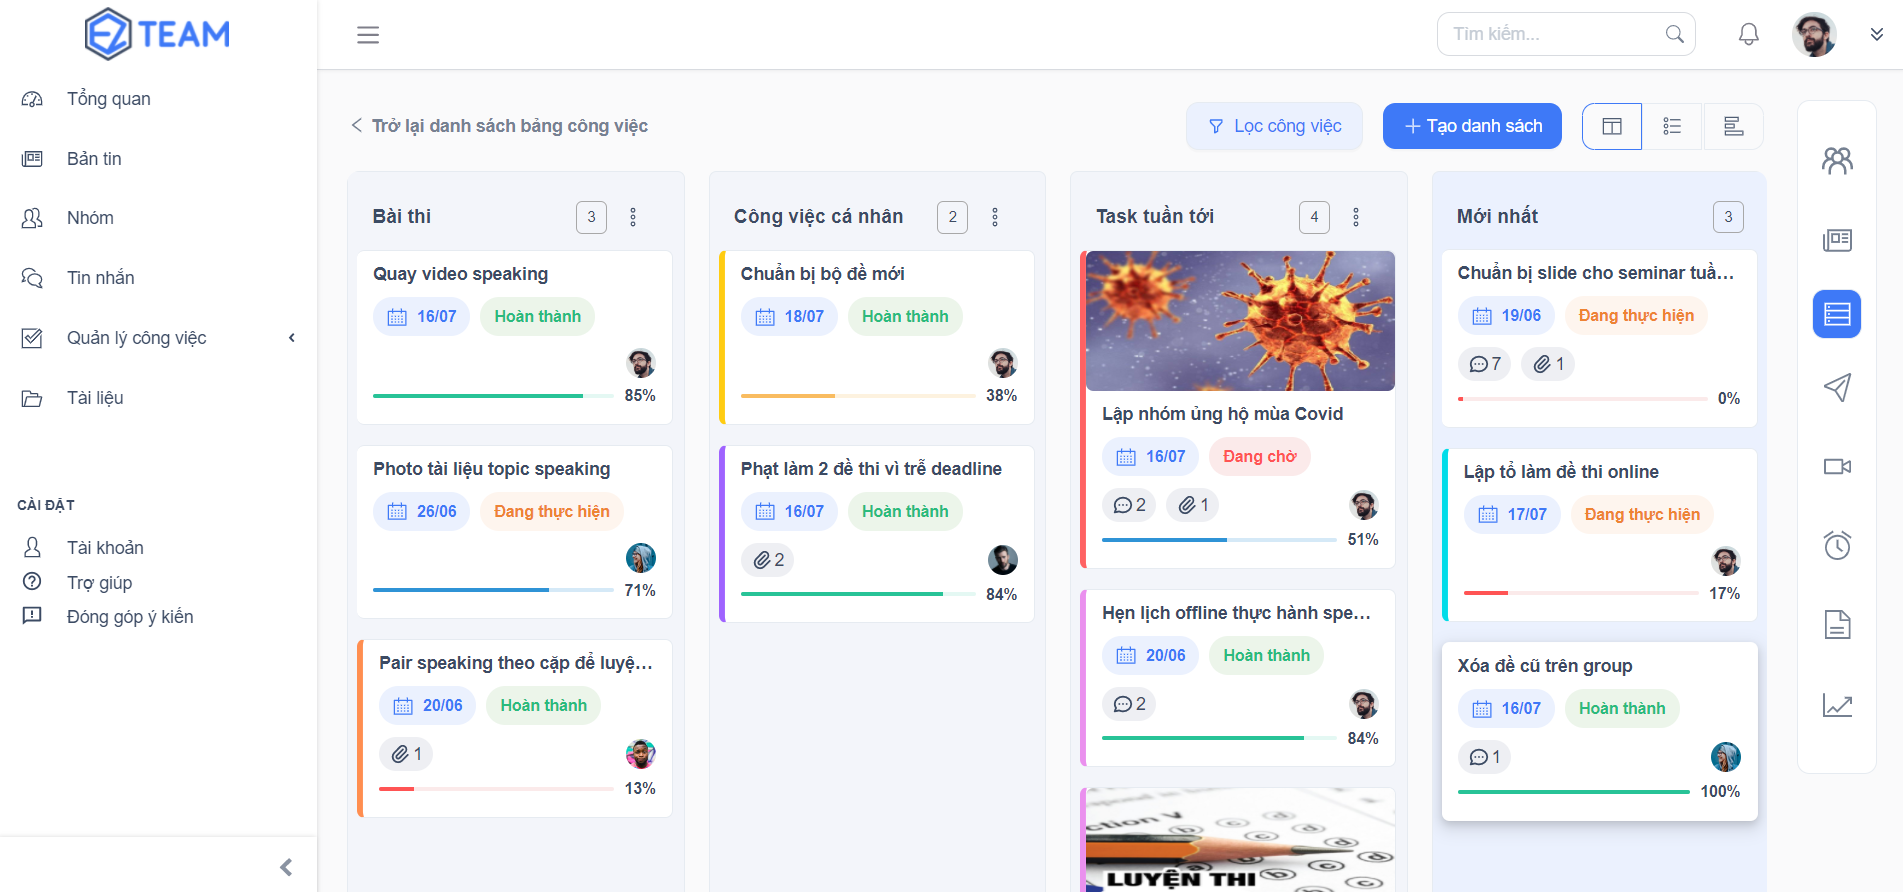 EZ TEAM
Tìm kiếm...
Tổng quan
Bản tin
Nhóm
Tin nhắn
Quản lý công việc
Tài liệu
CÀI ĐẶT
Tài khoản
Trợ giúp
Đóng góp ý kiến
Trở lại danh sách bảng công việc
Lọc công việc
Tạo danh sách
Bài thi
3
Quay video speaking
16/07
Hoàn thành
85%
Photo tài liệu topic speaking
26/06
Đang thực hiện
71%
Pair speaking theo cặp để luyệ...
20/06
Hoàn thành
1
13%
Công việc cá nhân
2
Chuẩn bị bộ đề mới
18/07
Hoàn thành
38%
Phạt làm 2 đề thi vì trễ deadline
16/07
Hoàn thành
2
84%
Task tuần tới
4
Lập nhóm ủng hộ mùa Covid
16/07
Đang chờ
2
1
51%
Hẹn lịch offline thực hành spe...
20/06
Hoàn thành
2
84%
LUYỆN THI
Mới nhất
3
Chuẩn bị slide cho seminar tuầ...
19/06
Đang thực hiện
7
1
0%
Lập tổ làm đề thi online
17/07
Đang thực hiện
17%
Xóa đề cũ trên group
16/07
Hoàn thành
1
100%